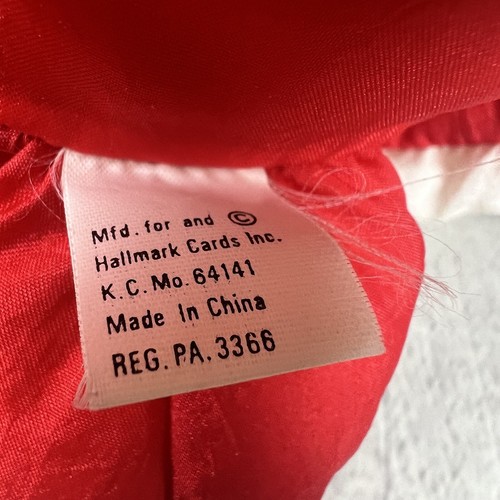 Mfd. for and ©
Hallmark Cards Inc.
K.C. Mo. 64141
Made In China
REG. PA. 3366